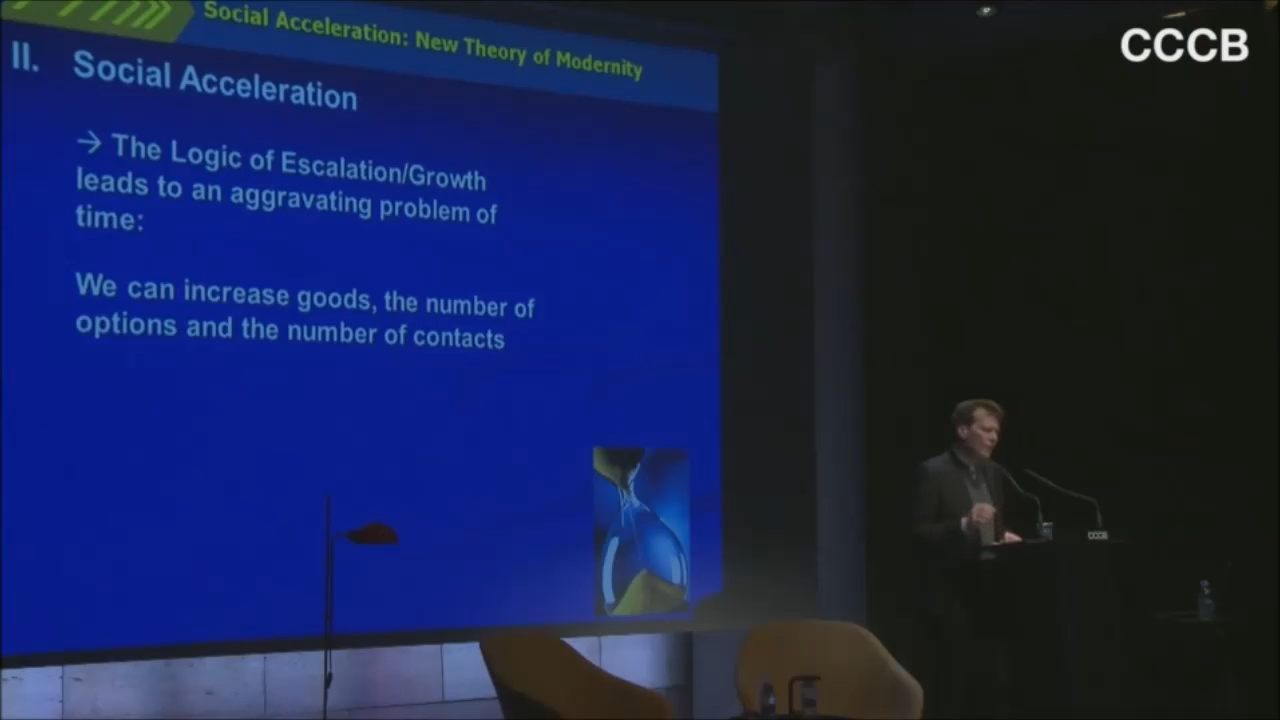 Social Acceleration: New Theory of Modernity
CCCB
II. Social Acceleration
→ The Logic of Escalation/Growth
leads to an aggravating problem of
time:
We can increase goods, the number of
options and the number of contacts
CCCB